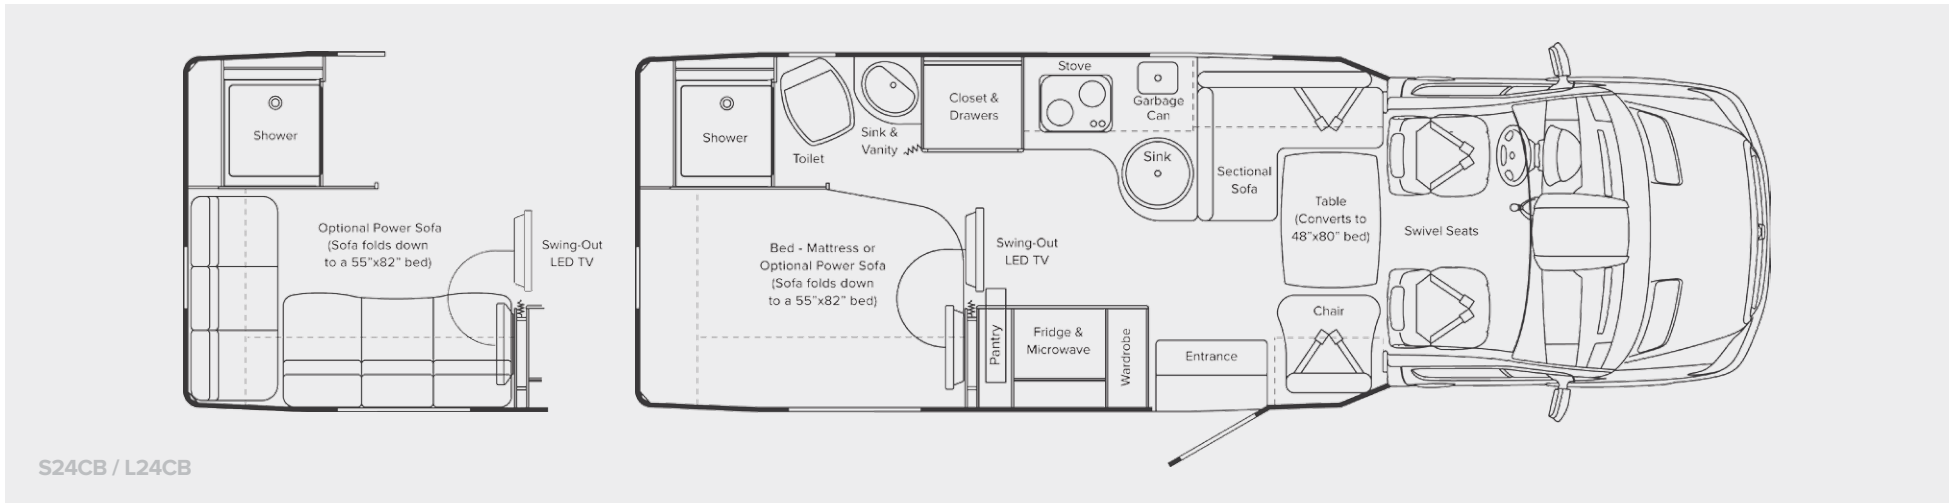 Shower
Optional Power Sofa
(Sofa folds down
to a 55"x82" bed)
Swing-Out
LED TV
Shower
Toilet
Sink &
Vanity
Closet &
Drawers
Stove
Garbage
Can
Sink
Sectional
Sofa
Table
(Converts to
48"x80" bed)
Swivel Seats
Bed - Mattress or
Optional Power Sofa
(Sofa folds down
to a 55"x82" bed)
Swing-Out
LED TV
Pantry
Fridge &
Microwave
Wardrobe
Entrance
Chair
S24CB / L24CB